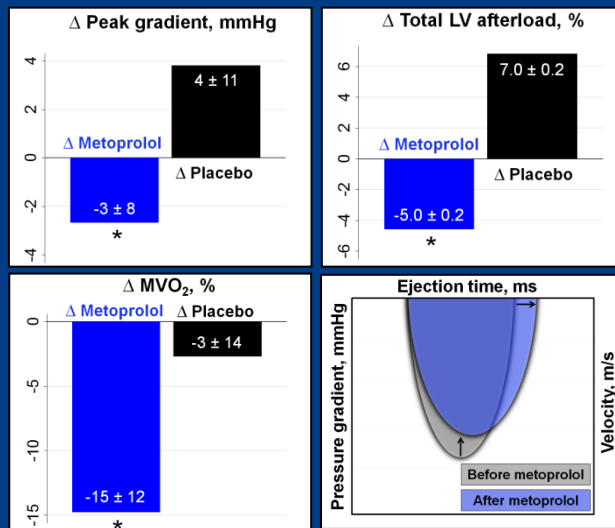 Δ Peak gradient, mmHg
4
2
0
-2
-4
4 ± 11
Δ Metoprolol
Δ Placebo
-3 ± 8
*
Δ Total LV afterload, %
6
4
2
0
-2
-4
-6
7.0 ± 0.2
Δ Metoprolol
Δ Placebo
-5.0 ± 0.2
*
Δ MVO₂, %
0
-5
-10
-15
Δ Metoprolol
Δ Placebo
-3 ± 14
-15 ± 12
*
Ejection time, ms
Pressure gradient, mmHg
Velocity, m/s
Before metoprolol
After metoprolol